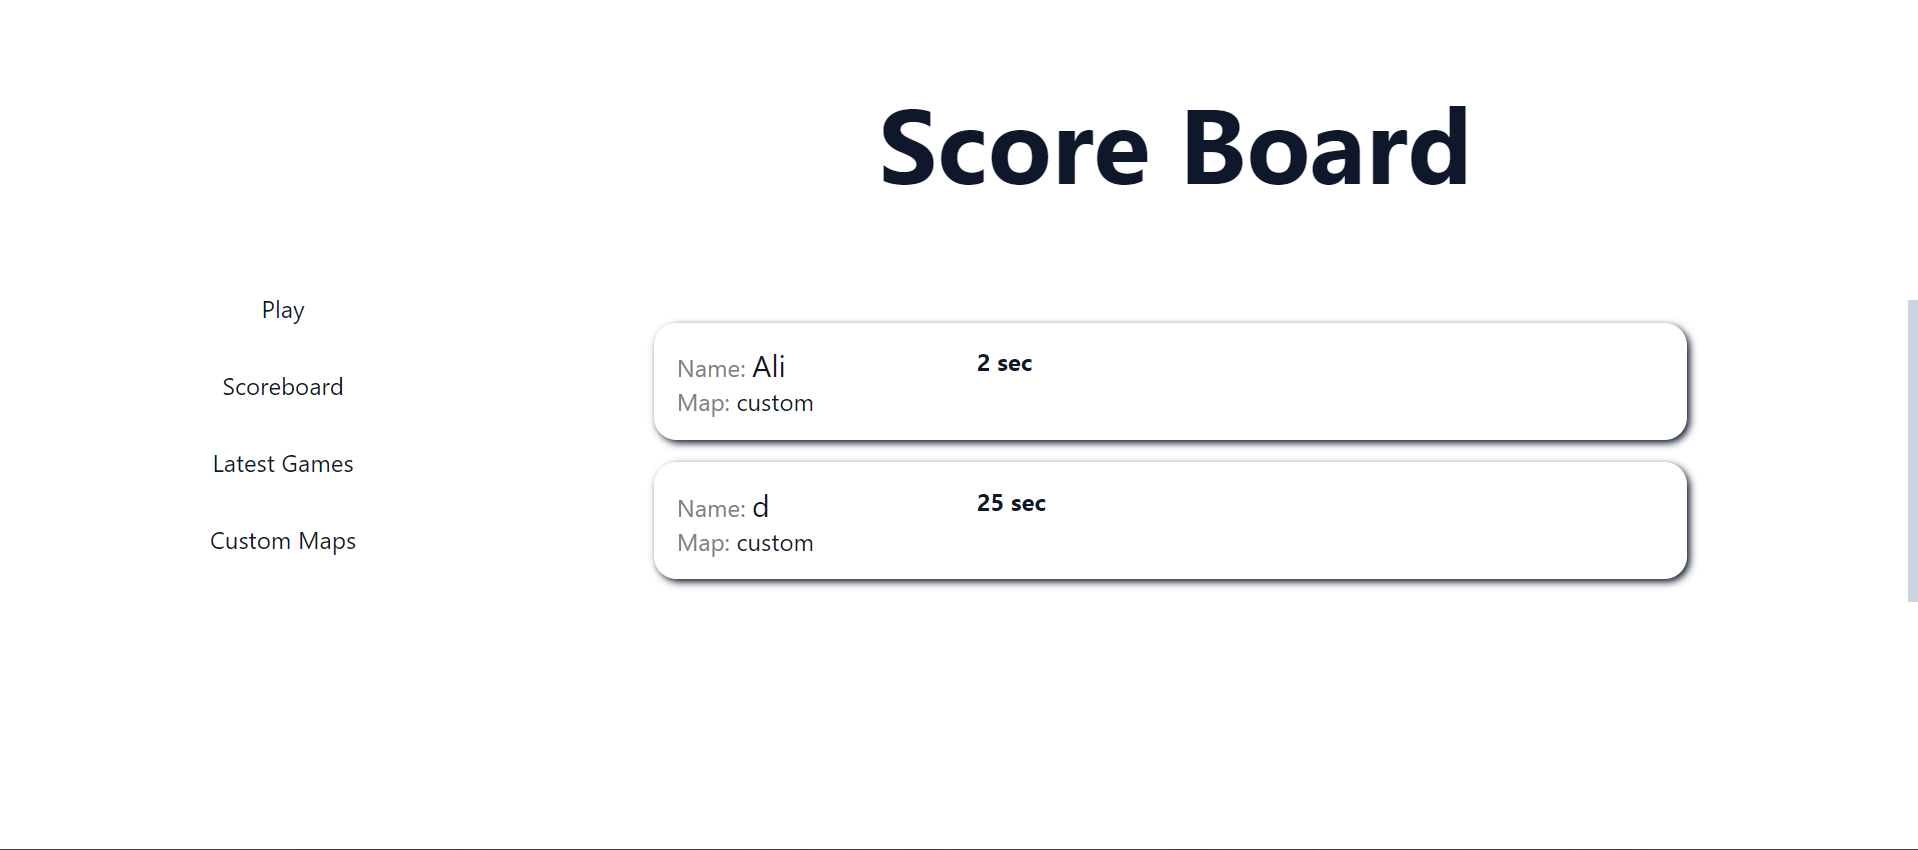 Score Board
Play
Scoreboard
Latest Games
Custom Maps
Name: Ali
2 sec
Map: custom
Name: d
25 sec
Map: custom